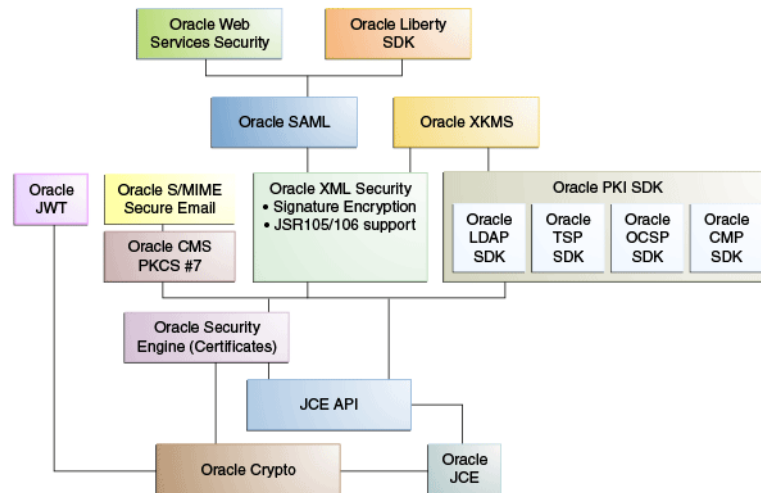 Oracle Web
Services Security
Oracle Liberty
SDK
Oracle SAML
Oracle XKMS
Oracle
JWT
Oracle S/MIME
Secure Email
Oracle XML Security
• Signature Encryption
• JSR105/106 support
Oracle PKI SDK
Oracle
LDAP
SDK
Oracle
TSP
SDK
Oracle
OCSP
SDK
Oracle
CMP
SDK
Oracle CMS
PKCS #7
Oracle Security
Engine (Certificates)
JCE API
Oracle Crypto
Oracle
JCE